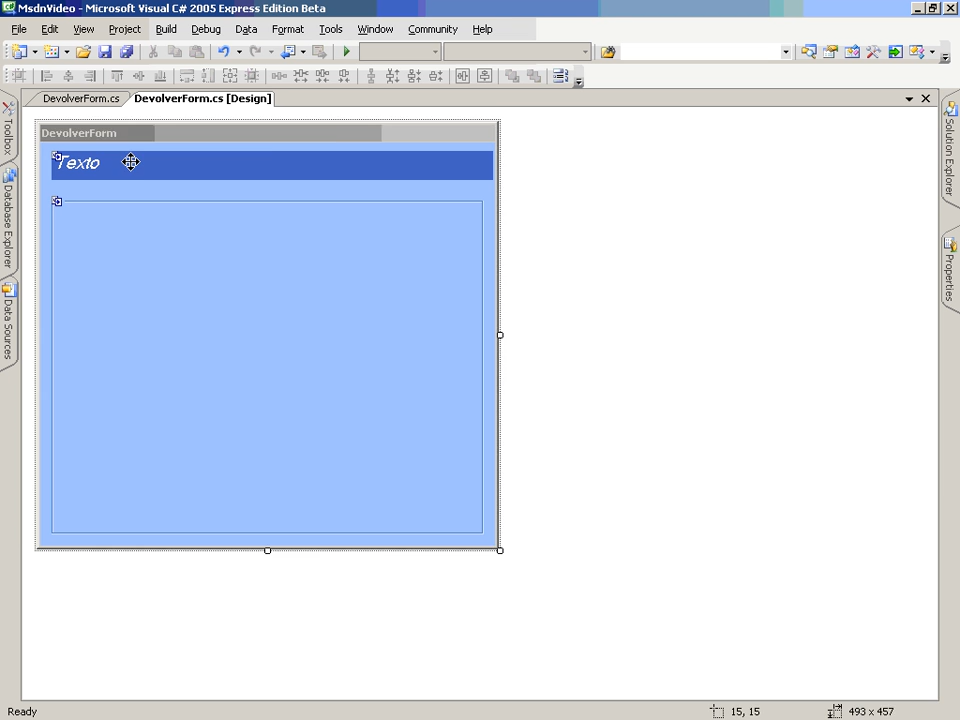 MsdnVideo - Microsoft Visual C# 2005 Express Edition Beta
File Edit View Project Build Debug Data Format Tools Window Community Help
DevolverForm.cs DevolverForm.cs [Design]
DevolverForm
Texto
Toolbox
Database Explorer
Data Sources
Solution Explorer
Properties
Ready 15, 15 493 x 457